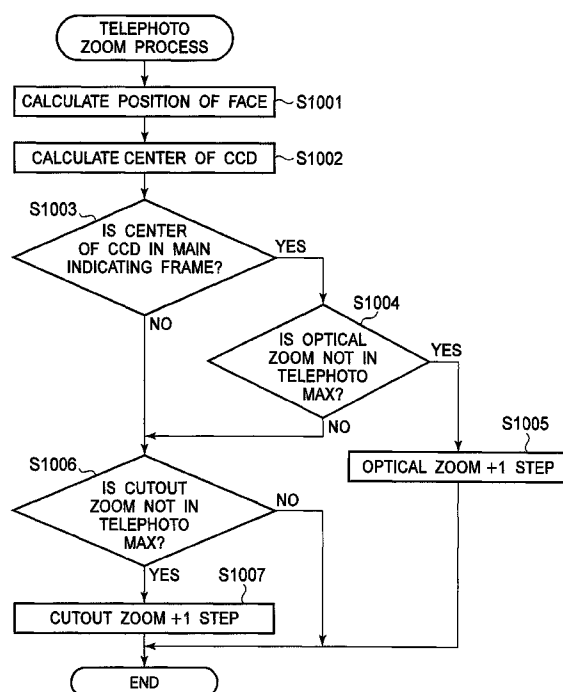 TELEPHOTO
ZOOM PROCESS
CALCULATE POSITION OF FACE
S1001
CALCULATE CENTER OF CCD
S1002
S1003
IS CENTER
OF CCD IN MAIN
INDICATING FRAME?
YES
NO
S1004
IS OPTICAL
ZOOM NOT IN
TELEPHOTO
MAX?
YES
NO
S1005
OPTICAL ZOOM +1 STEP
S1006
IS CUTOUT
ZOOM NOT IN
TELEPHOTO
MAX?
NO
YES
S1007
CUTOUT ZOOM +1 STEP
END